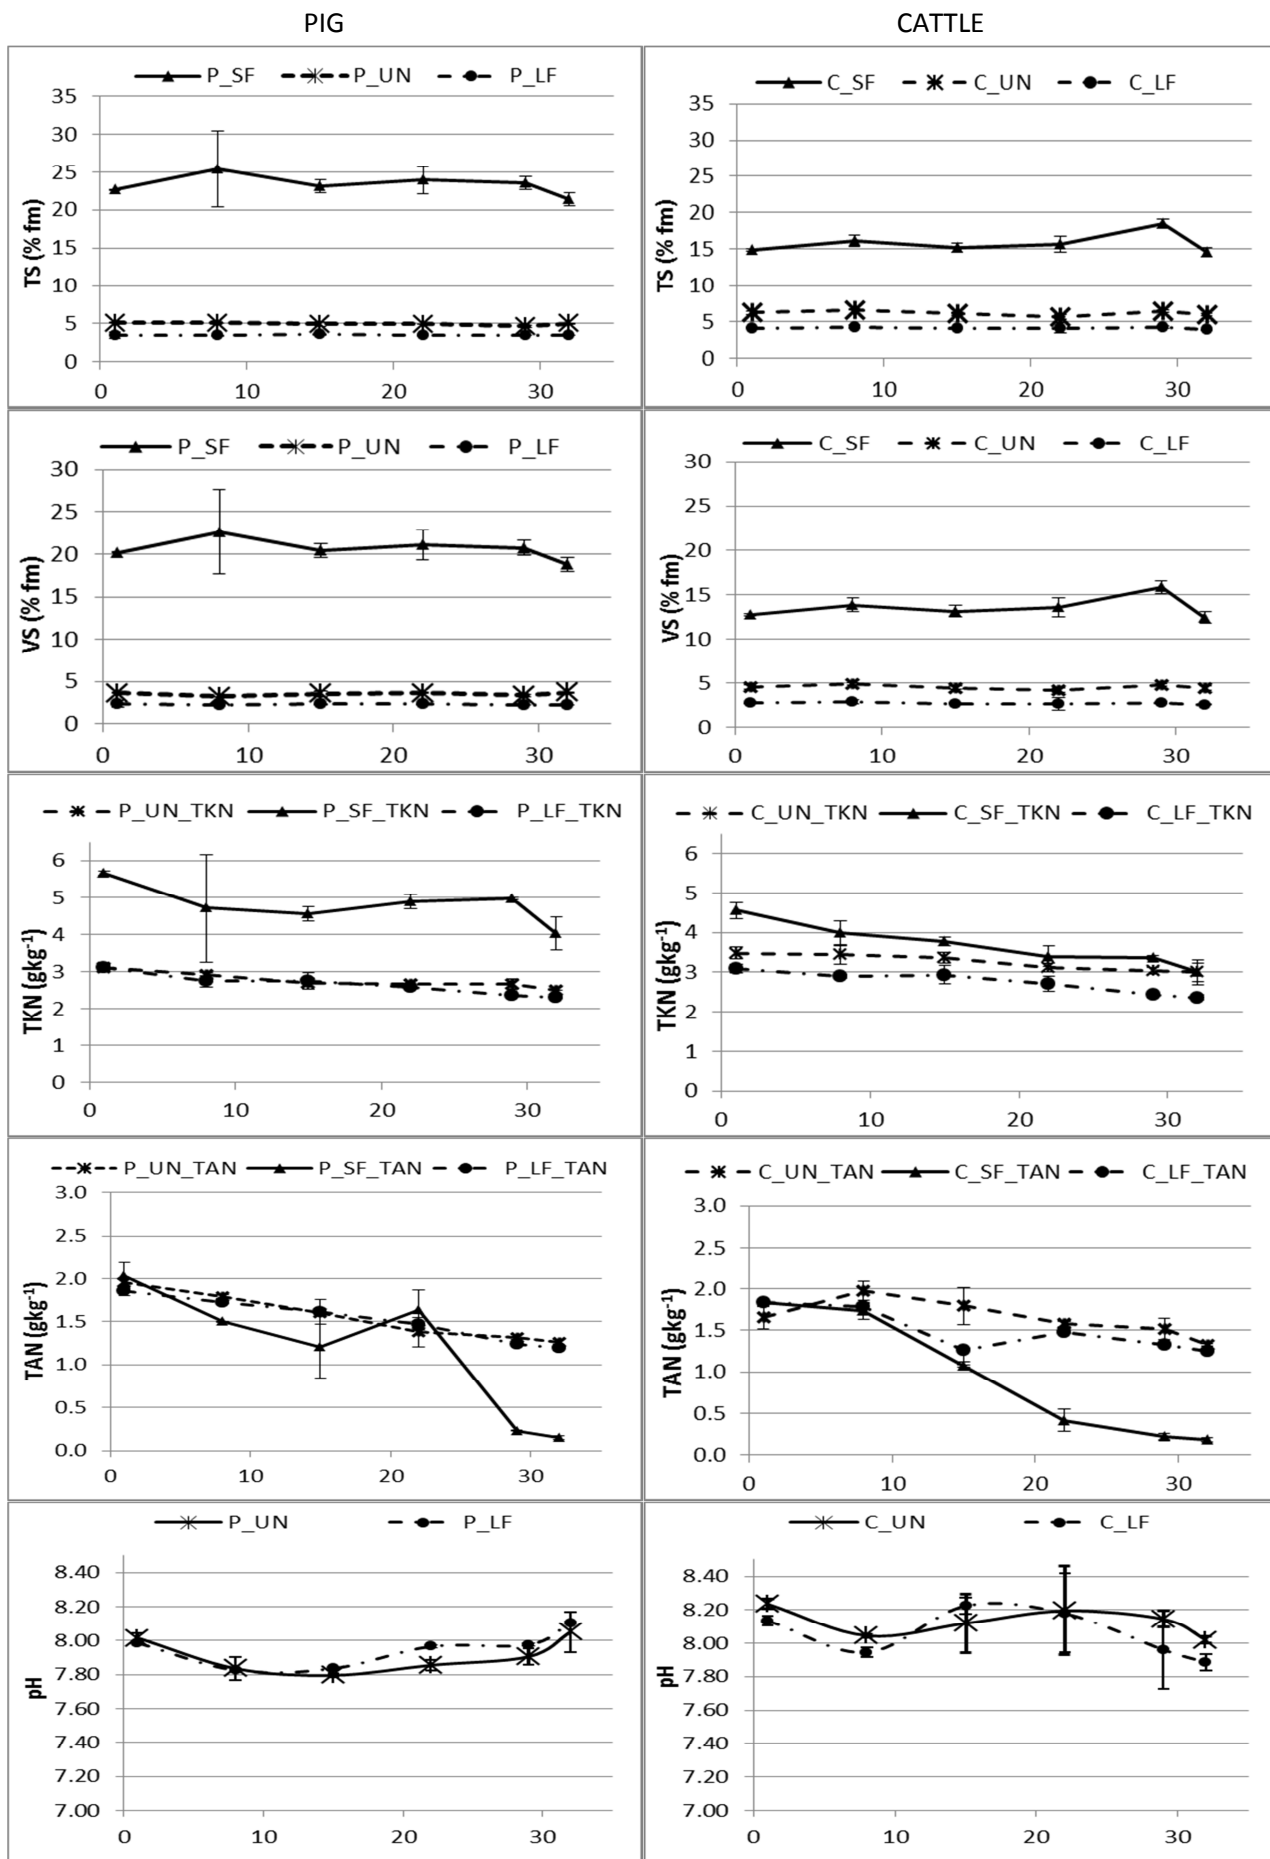 PIG
CATTLE
P_SF P_UN P_LF
35
30
25
20
15
10
5
0
TS (% fm)
0 10 20 30
C_SF C_UN C_LF
35
30
25
20
15
10
5
0
TS (% fm)
0 10 20 30
P_SF P_UN P_LF
30
25
20
15
10
5
0
VS (% fm)
0 10 20 30
C_SF C_UN C_LF
30
25
20
15
10
5
0
VS (% fm)
0 10 20 30
P_UN_TKN P_SF_TKN P_LF_TKN
6
5
4
3
2
1
0
TKN (gkg⁻¹)
0 10 20 30
C_UN_TKN C_SF_TKN C_LF_TKN
6
5
4
3
2
1
0
TKN (gkg⁻¹)
0 10 20 30
P_UN_TAN P_SF_TAN P_LF_TAN
3.0
2.5
2.0
1.5
1.0
0.5
0.0
TAN (gkg⁻¹)
0 10 20 30
C_UN_TAN C_SF_TAN C_LF_TAN
3.0
2.5
2.0
1.5
1.0
0.5
0.0
TAN (gkg⁻¹)
0 10 20 30
P_UN P_LF
8.40
8.20
8.00
7.80
7.60
7.40
7.20
7.00
pH
0 10 20 30
C_UN C_LF
8.40
8.20
8.00
7.80
7.60
7.40
7.20
7.00
pH
0 10 20 30